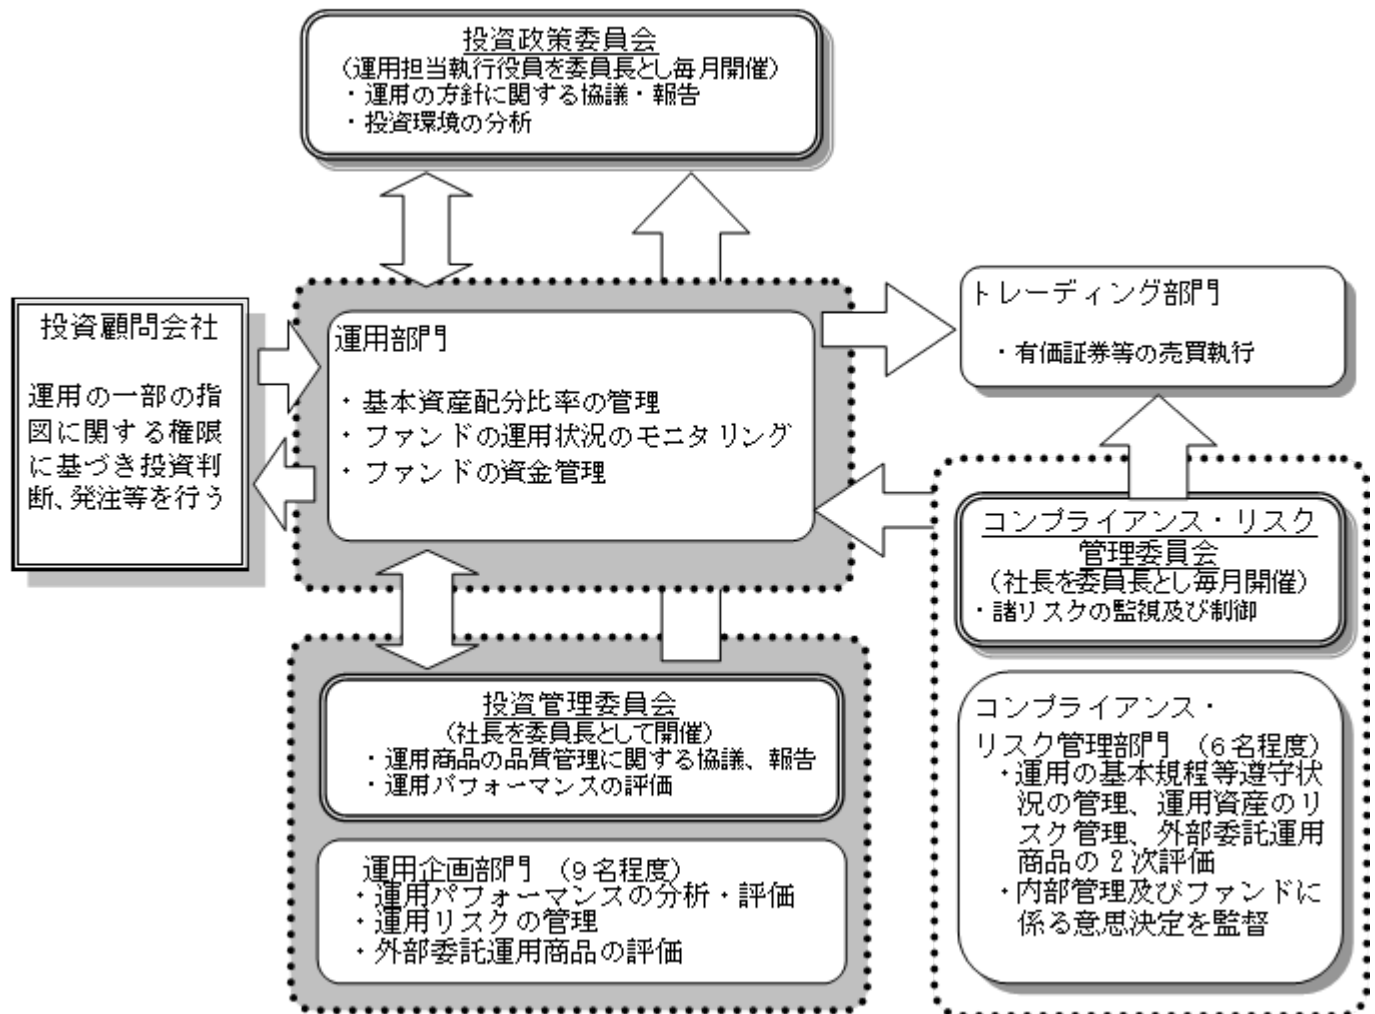 投資政策委員会
(運用担当執行役員を委員長とし毎月開催)
・運用の方針に関する協議・報告
・投資環境の分析
投資顧問会社
運用の一部の指
図に関する権限
に基づき投資判
断、発注等を行う
運用部門
・基本資産配分比率の管理
・ファンドの運用状況のモニタリング
・ファンドの資金管理
トレーディング部門
・有価証券等の売買執行
コンプライアンス・リスク
管理委員会
(社長を委員長とし毎月開催)
・諸リスクの監視及び制御
投資管理委員会
(社長を委員長として開催)
・運用商品の品質管理に関する協議、報告
・運用パフォーマンスの評価
運用企画部門 (9名程度)
・運用パフォーマンスの分析・評価
・運用リスクの管理
・外部委託運用商品の評価
コンプライアンス・
リスク管理部門 (6名程度)
・運用の基本規程等遵守状
況の管理、運用資産のリ
スク管理、外部委託運用
商品の2次評価
・内部管理及びファンドに
係る意思決定を監督